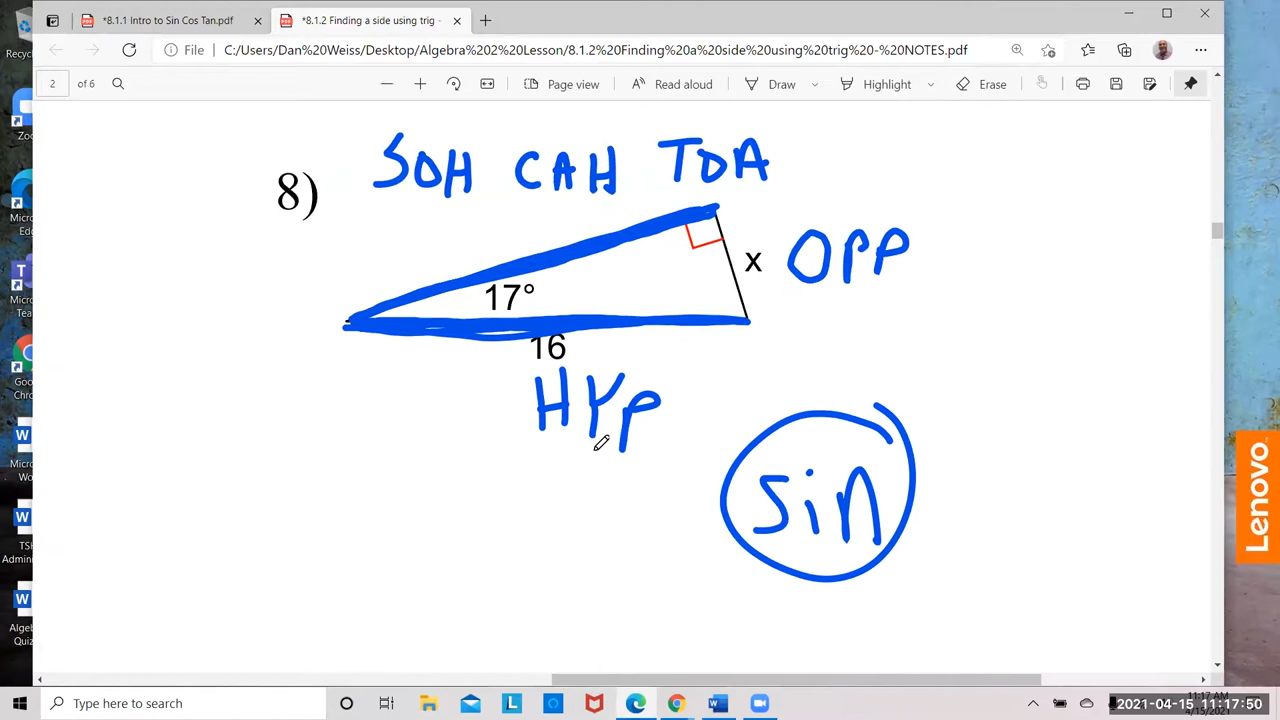 *8.1.1 Intro to Sin Cos Tan.pdf
*8.1.2 Finding a side using trig -
File
C:/Users/Dan%20Weiss/Desktop/Algebra%202%20Lesson/8.1.2%20Finding%20a%20side%20using%20trig%20-%20NOTES.pdf
2 of 6
Page view
Read aloud
Draw
Highlight
Erase
SOH CAH TOA
8)
x OPP
17°
16
HYP
sin
Lenovo
Type here to search
11:17 AM
2021-04-15 11:17:50